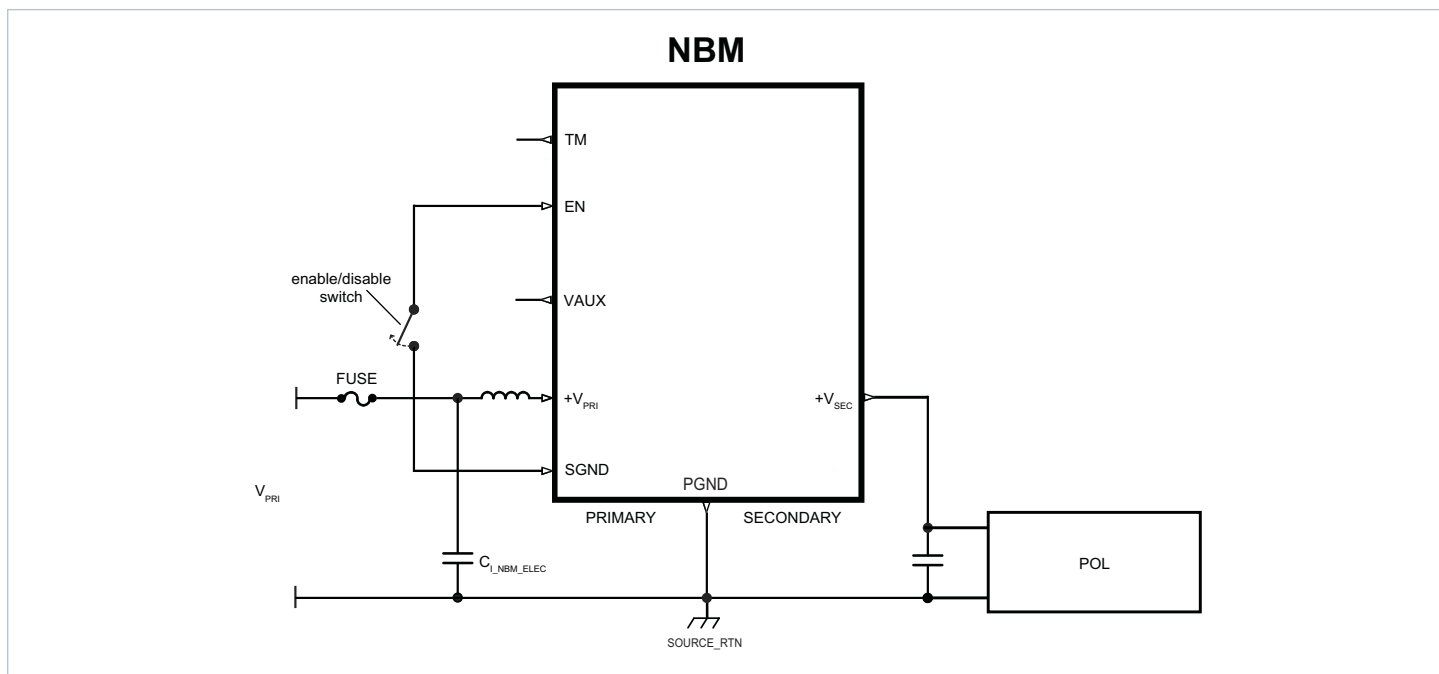 NBM
TM
EN
enable/disable
switch
VAUX
FUSE
+VPRI
+VSEC
SGND
PGND
VPRI
PRIMARY
SECONDARY
CI_NBM_ELEC
POL
SOURCE_RTN